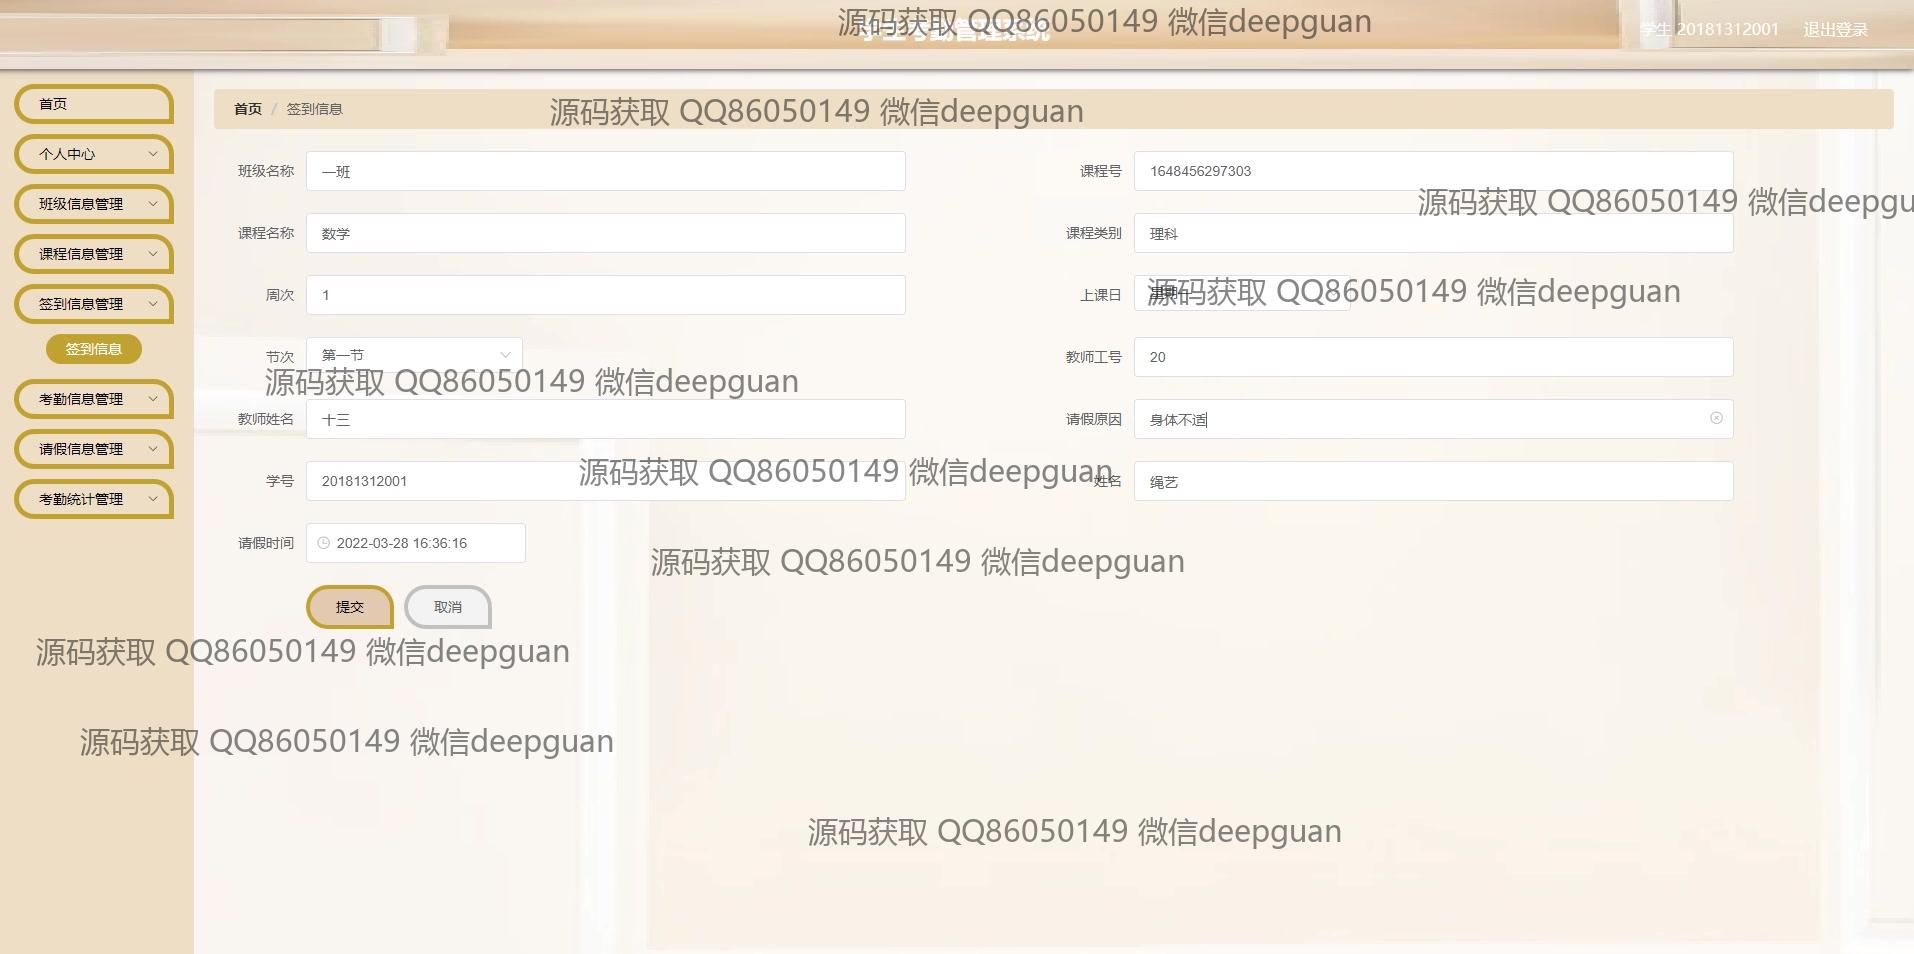 源码获取 QQ86050149 微信deepguan
学生考勤管理系统
学生 20181312001 退出登录
首页
首页 / 签到信息
源码获取 QQ86050149 微信deepguan
个人中心
班级名称 一班 课程号 1648456297303
班级信息管理
源码获取 QQ86050149 微信deepgu
课程名称 数学 课程类别 理科
课程信息管理
周次 1 上课日
源码获取 QQ86050149 微信deepguan
签到信息管理
签到信息
节次 第一节 教师工号 20
源码获取 QQ86050149 微信deepguan
考勤信息管理
教师姓名 十三 请假原因 身体不适
请假信息管理
源码获取 QQ86050149 微信deepguan
学号 20181312001 姓名 绳艺
考勤统计管理
请假时间 2022-03-28 16:36:16
源码获取 QQ86050149 微信deepguan
提交 取消
源码获取 QQ86050149 微信deepguan
源码获取 QQ86050149 微信deepguan
源码获取 QQ86050149 微信deepguan